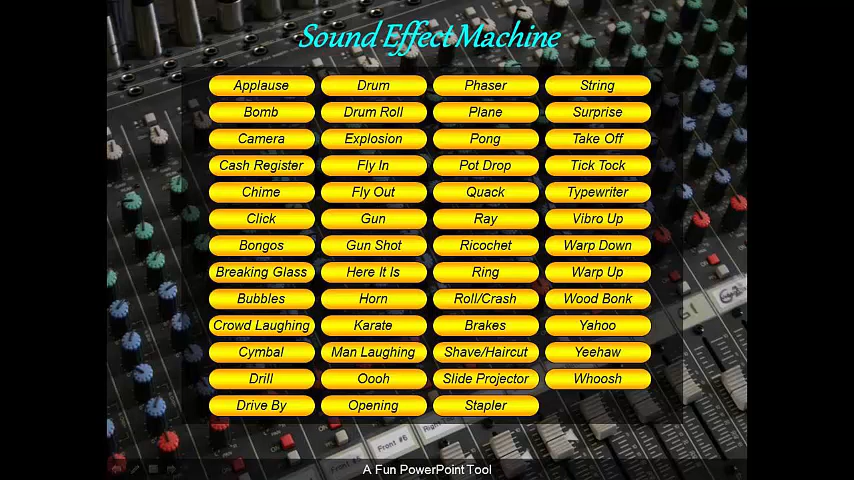 Sound Effect Machine
Applause Drum Phaser String
Bomb Drum Roll Plane Surprise
Camera Explosion Pong Take Off
Cash Register Fly In Pot Drop Tick Tock
Chime Fly Out Quack Typewriter
Click Gun Ray Vibro Up
Bongos Gun Shot Ricochet Warp Down
Breaking Glass Here It Is Ring Warp Up
Bubbles Horn Roll/Crash Wood Bonk
Crowd Laughing Karate Brakes Yahoo
Cymbal Man Laughing Shave/Haircut Yeehaw
Drill Oooh Slide Projector Whoosh
Drive By Opening Stapler
G1
Front #6
A Fun PowerPoint Tool